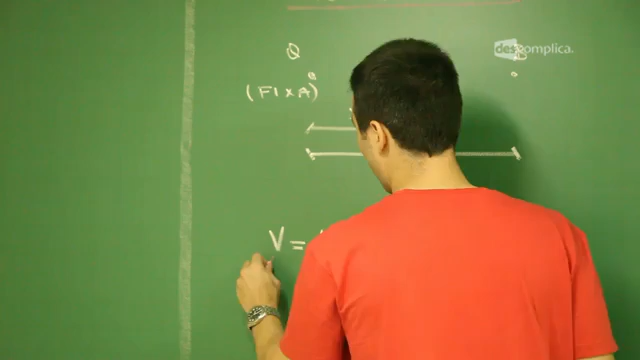 descomplica.
Q
(FIXA)
V =